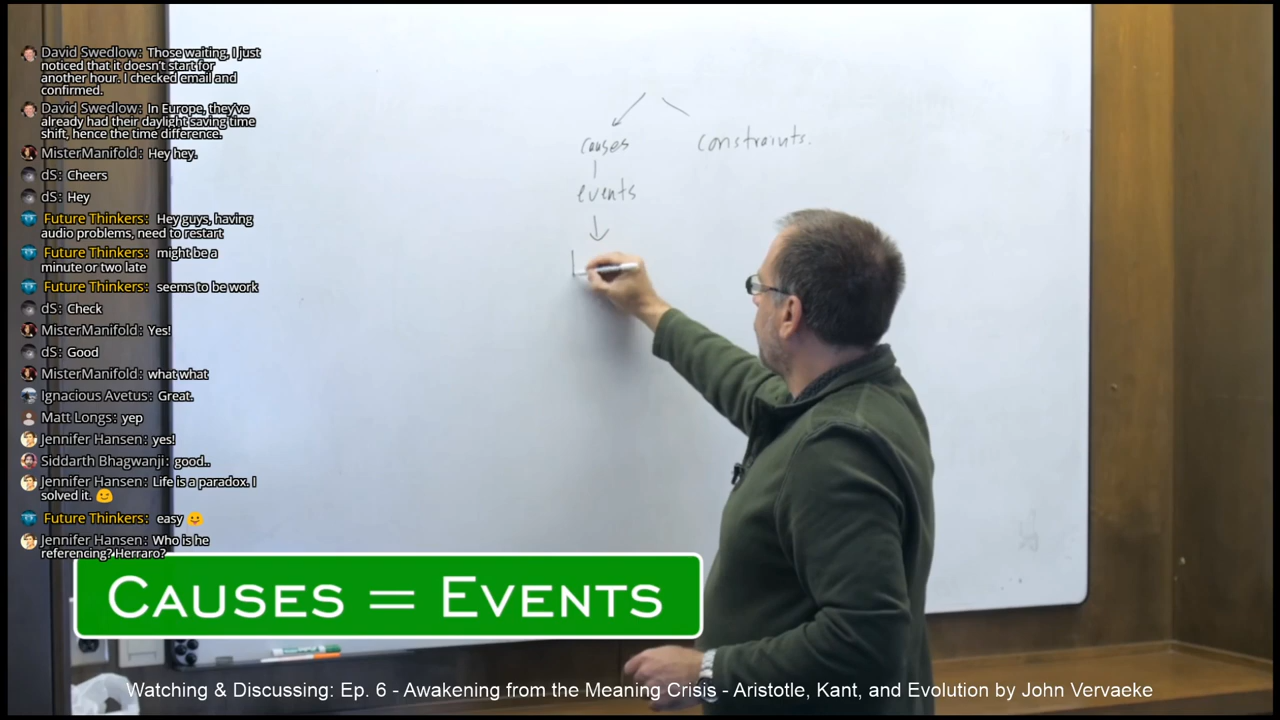 David Swedlow: Those waiting, I just
noticed that it doesn't start for
another hour. I checked email and
confirmed.
David Swedlow: In Europe, they've
already had their daylight saving time
shift, hence the time difference.
MisterManifold: Hey hey.
dS: Cheers
dS: Hey
Future Thinkers: Hey guys, having
audio problems, need to restart
Future Thinkers: might be a
minute or two late
Future Thinkers: seems to be work
dS: Check
MisterManifold: Yes!
dS: Good
MisterManifold: what what
Ignacious Avetus: Great.
Matt Longs: yep
Jennifer Hansen: yes!
Siddarth Bhagwanji: good..
Jennifer Hansen: Life is a paradox. I
solved it. 😉
Future Thinkers: easy 🙂
Jennifer Hansen: Who is he
referencing? Herraro?
causes constraints.
events
CAUSES = EVENTS
Watching & Discussing: Ep. 6 - Awakening from the Meaning Crisis - Aristotle, Kant, and Evolution by John Vervaeke